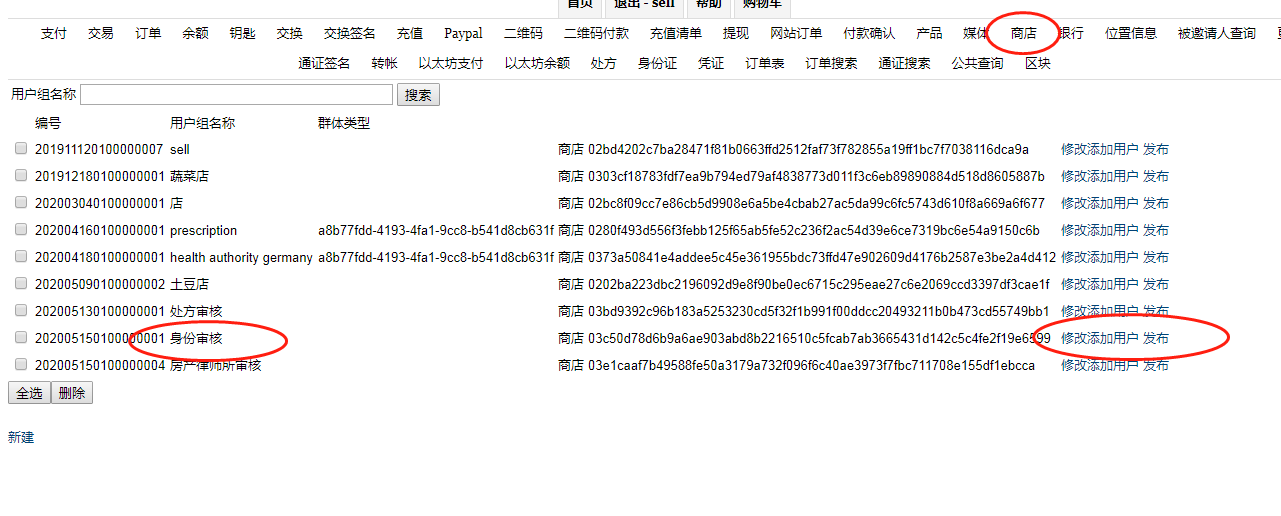 首页 退出 - sell 帮助 购物车
支付 交易 订单 余额 钥匙 交换 交换签名 充值 Paypal 二维码 二维码付款 充值清单 提现 网站订单 付款确认 产品 媒体 商店 银行 位置信息 被邀请人查询
通证签名 转帐 以太坊支付 以太坊余额 处方 身份证 凭证 订单表 订单搜索 通证搜索 公共查询 区块
用户组名称 搜索
编号 用户组名称 群体类型
201911120100000007 sell 商店 02bd4202c7ba28471f81b0663ffd2512faf73f782855a19ff1bc7f7038116dca9a 修改添加用户 发布
201912180100000001 蔬菜店 商店 0303cf18783fdf7ea9b794ed79af4838773d011f3c6eb89890884d518d8605887b 修改添加用户 发布
202003040100000001 店 商店 02bc8f09cc7e86cb5d9908e6a5be4cbab27ac5da99c6fc5743d610f8a669a6f677 修改添加用户 发布
202004160100000001 prescription a8b77fdd-4193-4fa1-9cc8-b541d8cb631f 商店 0280f493d556f3febb125f65ab5fe52c236f2ac54d39e6ce7319bc6e54a9150c6b 修改添加用户 发布
202004180100000001 health authority germany a8b77fdd-4193-4fa1-9cc8-b541d8cb631f 商店 0373a50841e4addee5c45e361955bdc73ffd47e902609d4176b2587e3be2a4d412 修改添加用户 发布
202005090100000002 土豆店 商店 0202ba223dbc2196092d9e8f90be0ec6715c295eae27c6e2069ccd3397df3cae1f 修改添加用户 发布
202005130100000001 处方审核 商店 03bd9392c96b183a5253230cd5f32f1b991f00ddcc20493211b0b473cd55749bb1 修改添加用户 发布
202005150100000001 身份审核 商店 03c50d78d6b9a6ae903abd8b2216510c5fcab7ab3665431d142c5c4fe2f19e6599 修改添加用户 发布
202005150100000004 房产律师所审核 商店 03e1caaf7b49588fe50a3179a732f096f6c40ae3973f7fbc711708e155df1ebcca 修改添加用户 发布
全选 删除
新建